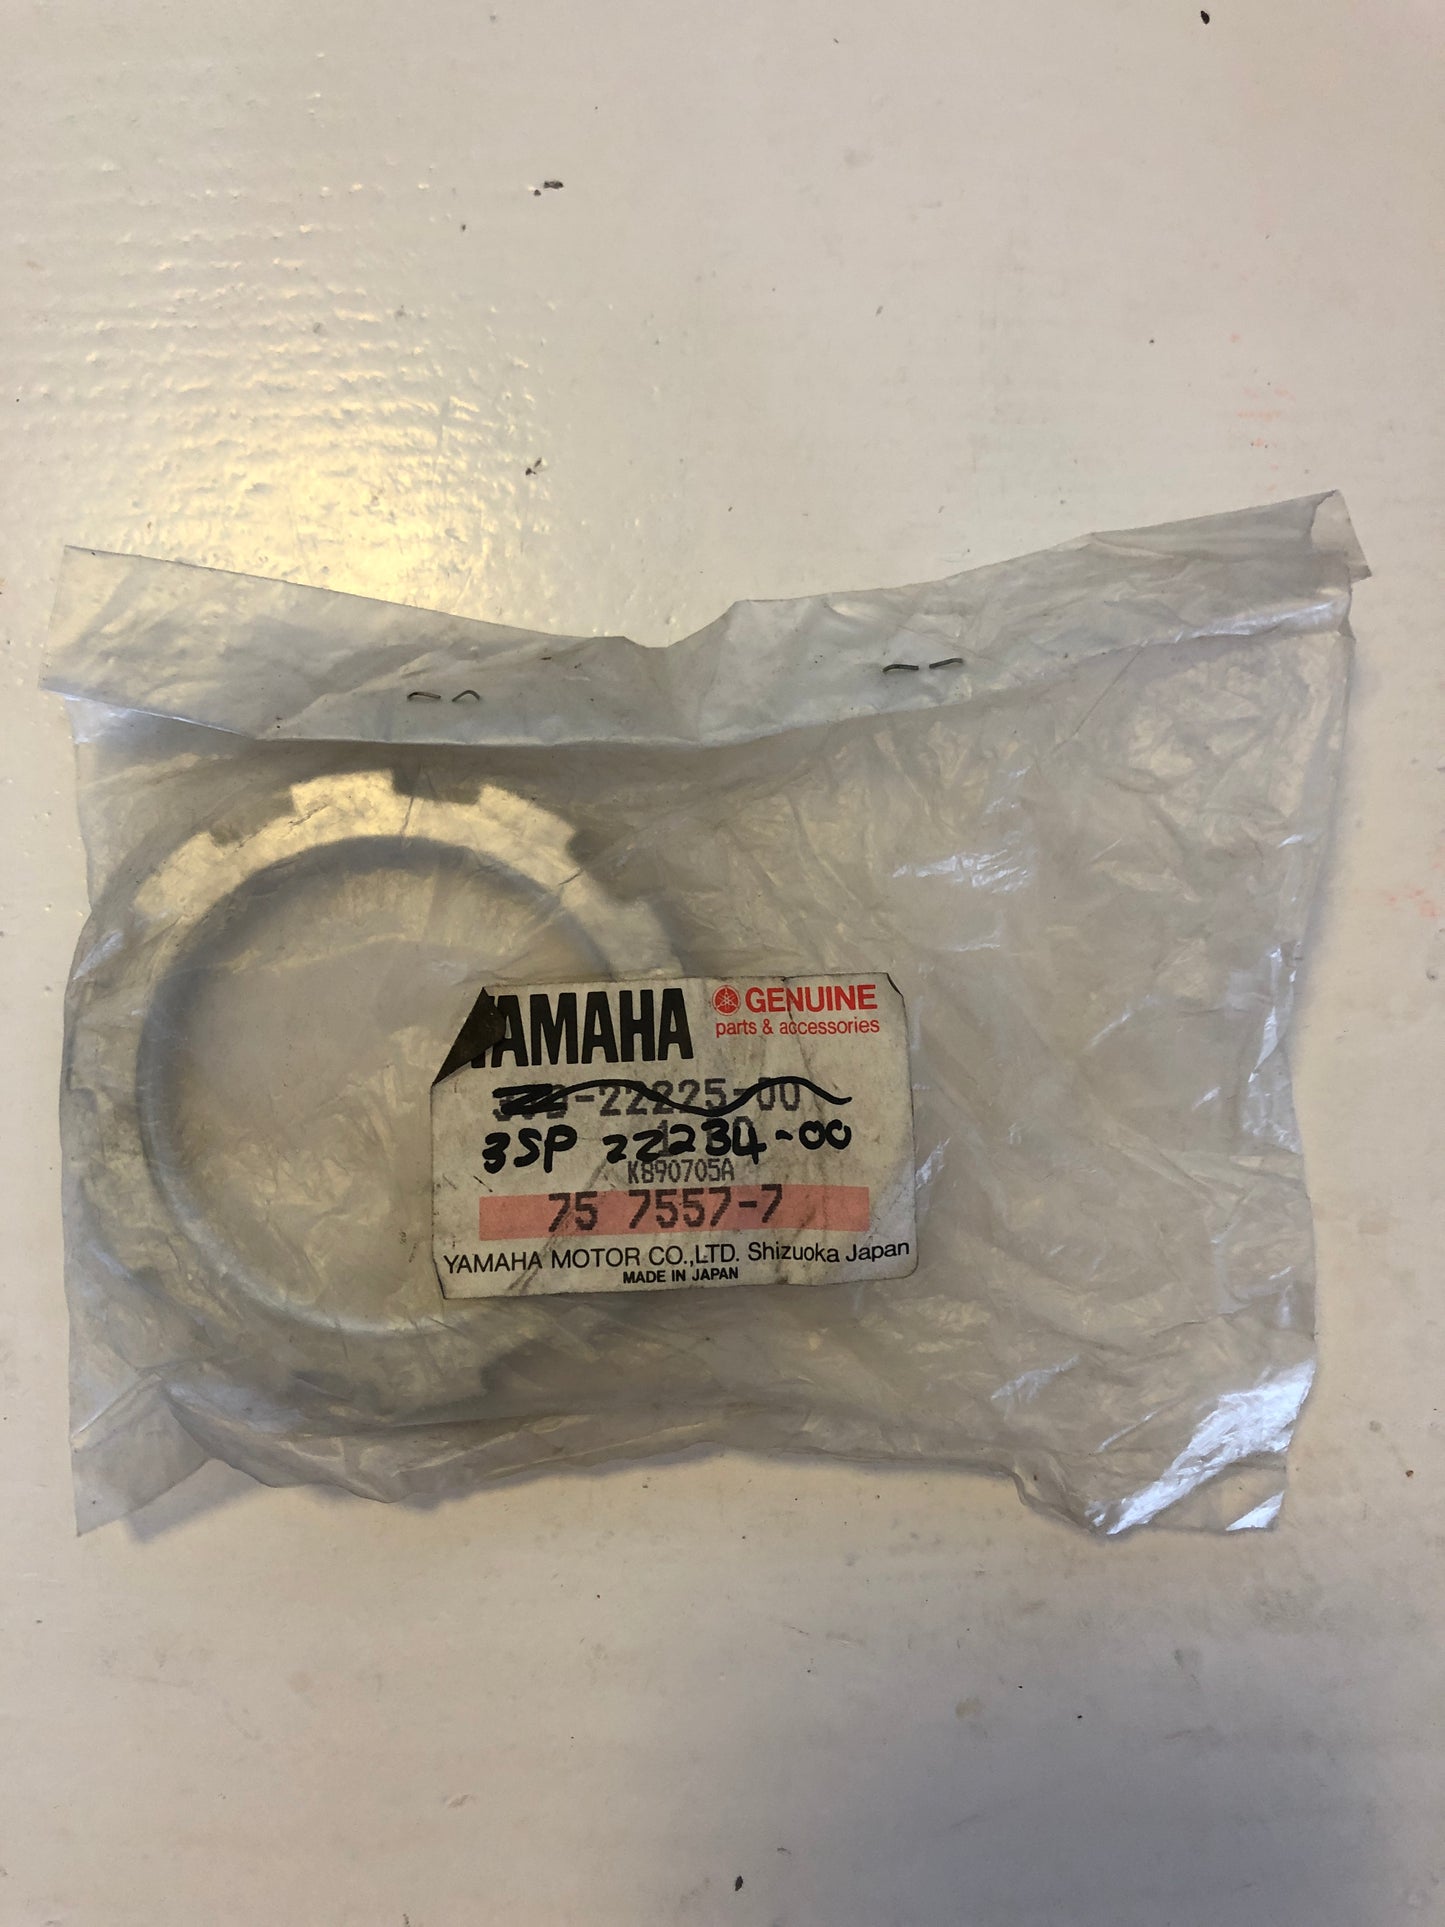 YAMAHA GENUINE
parts & accessories
-22225-00
3SP 22234-00
K890705A
75 7557-7
YAMAHA MOTOR CO.,LTD. Shizuoka Japan
MADE IN JAPAN